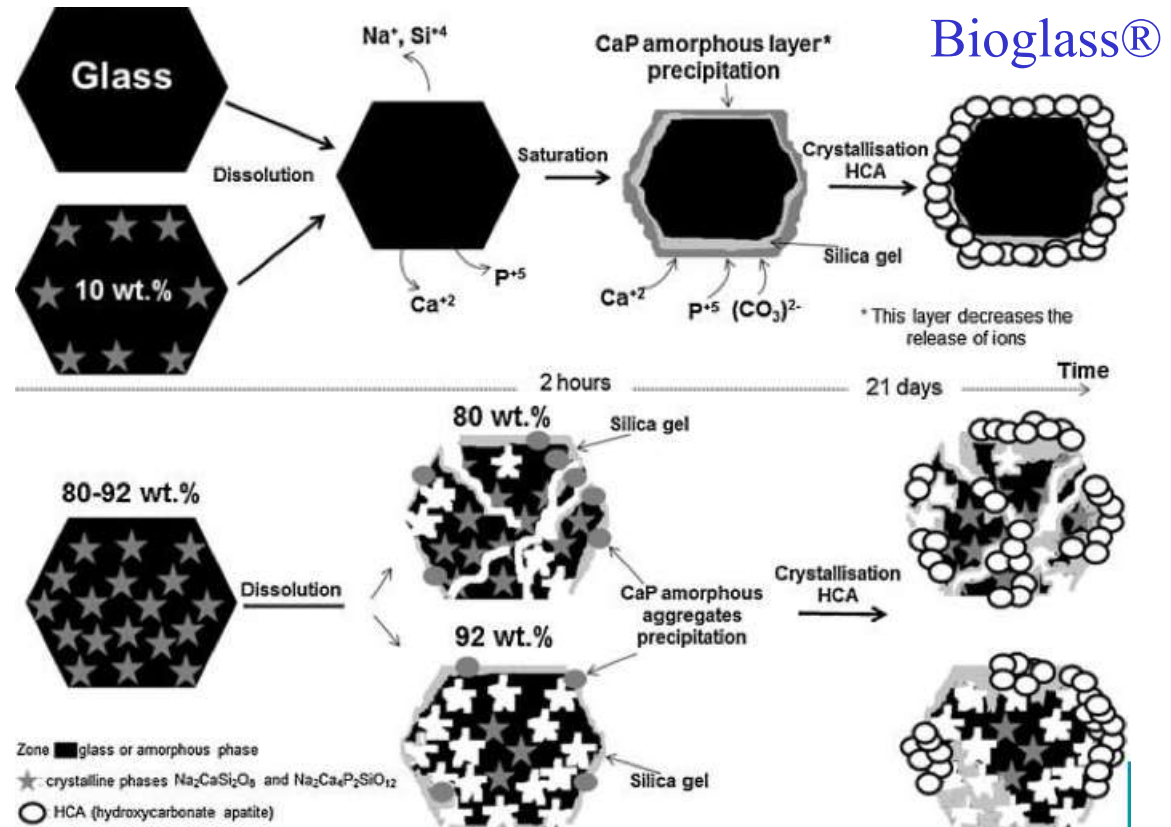 Bioglass®
Glass
10 wt.%
Dissolution
Na⁺, Si⁺⁴
Ca⁺²
P⁺⁵
Saturation
CaP amorphous layer*
precipitation
Silica gel
Ca⁺²
P⁺⁵ (CO₃)²⁻
Crystallisation
HCA
* This layer decreases the
release of ions
2 hours
21 days
Time
80-92 wt.%
Dissolution
80 wt.%
Silica gel
CaP amorphous
aggregates
precipitation
92 wt.%
Silica gel
Crystallisation
HCA
Zone glass or amorphous phase
crystalline phases Na₂CaSi₂O₆ and Na₂Ca₄P₂SiO₁₂
HCA (hydroxycarbonate apatite)